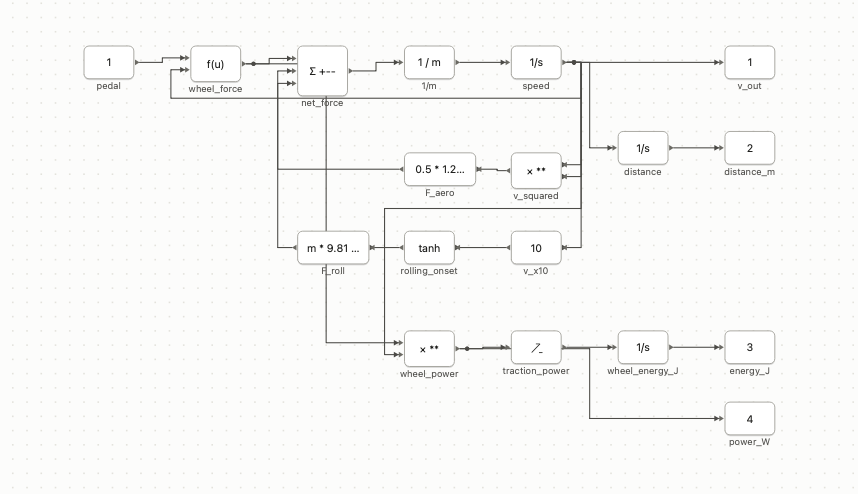 1
pedal
f(u)
wheel_force
Σ +--
net_force
1 / m
1/m
1/s
speed
1
v_out
1/s
distance
2
distance_m
0.5 * 1.2...
F_aero
× **
v_squared
m * 9.81 ...
F_roll
tanh
rolling_onset
10
v_x10
× **
wheel_power
traction_power
1/s
wheel_energy_J
3
energy_J
4
power_W